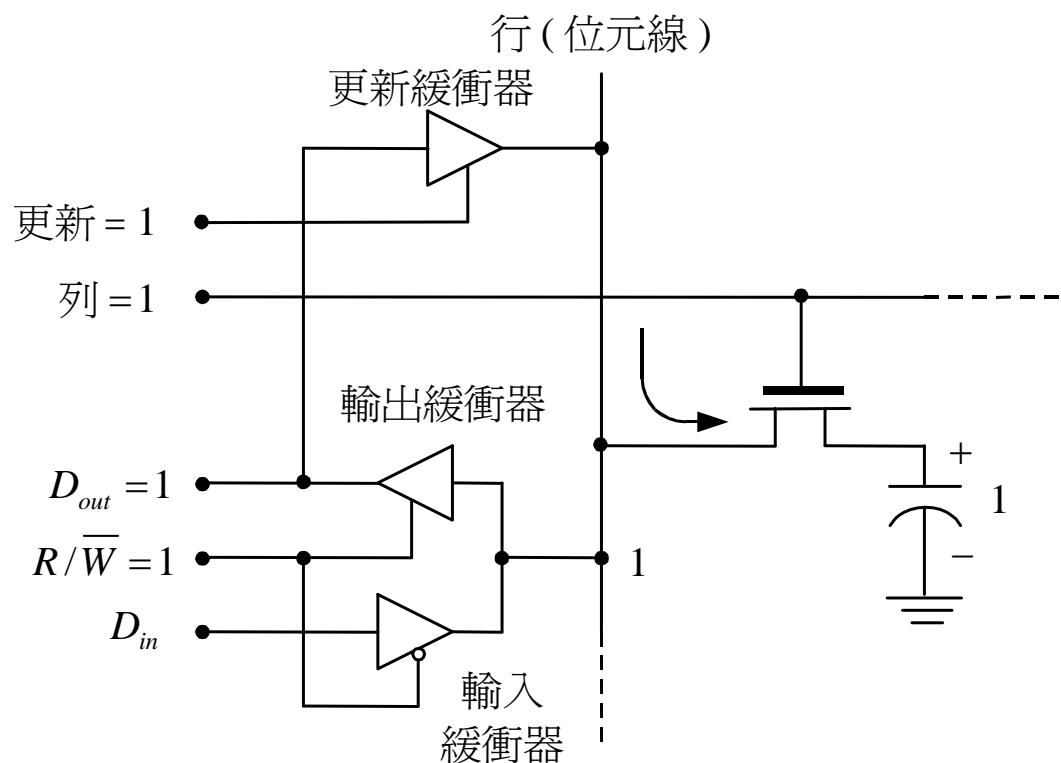 行(位元線)
更新緩衝器
更新=1
列=1
輸出緩衝器
D_out=1
R/W̅=1
D_in
輸入
緩衝器
1
+
1
−